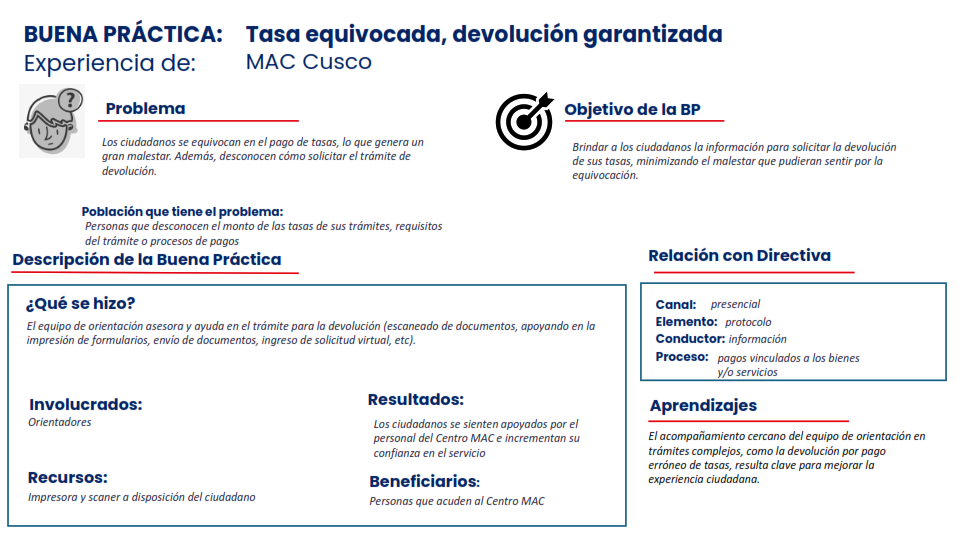 BUENA PRÁCTICA: Tasa equivocada, devolución garantizada
Experiencia de: MAC Cusco
?
Problema
Los ciudadanos se equivocan en el pago de tasas, lo que genera un
gran malestar. Además, desconocen cómo solicitar el trámite de
devolución.
Población que tiene el problema:
Personas que desconocen el monto de las tasas de sus trámites, requisitos
del trámite o procesos de pagos
Objetivo de la BP
Brindar a los ciudadanos la información para solicitar la devolución
de sus tasas, minimizando el malestar que pudieran sentir por la
equivocación.
Descripción de la Buena Práctica
¿Qué se hizo?
El equipo de orientación asesora y ayuda en el trámite para la devolución (escaneado de documentos, apoyando en la
impresión de formularios, envío de documentos, ingreso de solicitud virtual, etc).
Involucrados:
Orientadores
Recursos:
Impresora y scaner a disposición del ciudadano
Resultados:
Los ciudadanos se sienten apoyados por el
personal del Centro MAC e incrementan su
confianza en el servicio
Beneficiarios:
Personas que acuden al Centro MAC
Relación con Directiva
Canal: presencial
Elemento: protocolo
Conductor: información
Proceso: pagos vinculados a los bienes
y/o servicios
Aprendizajes
El acompañamiento cercano del equipo de orientación en
trámites complejos, como la devolución por pago
erróneo de tasas, resulta clave para mejorar la
experiencia ciudadana.